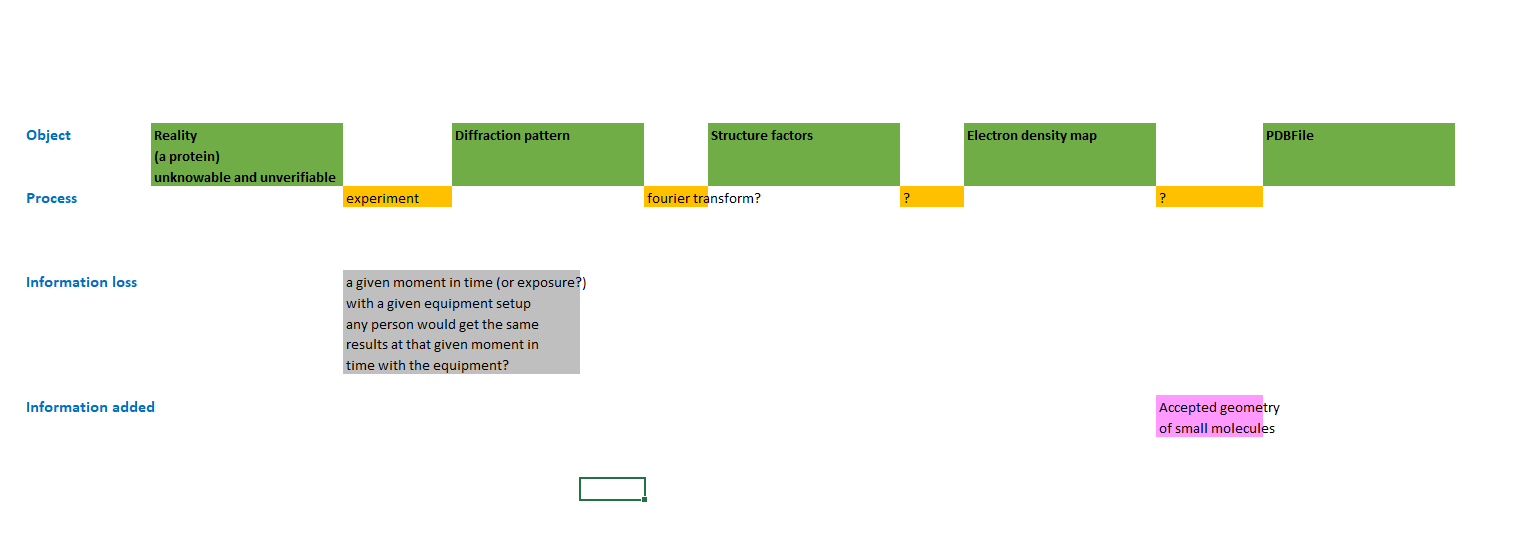 Object
Reality
(a protein)
unknowable and unverifiable
Diffraction pattern
Structure factors
Electron density map
PDBFile
Process
experiment
fourier transform?
?
?
Information loss
a given moment in time (or exposure?)
with a given equipment setup
any person would get the same
results at that given moment in
time with the equipment?
Information added
Accepted geometry
of small molecules